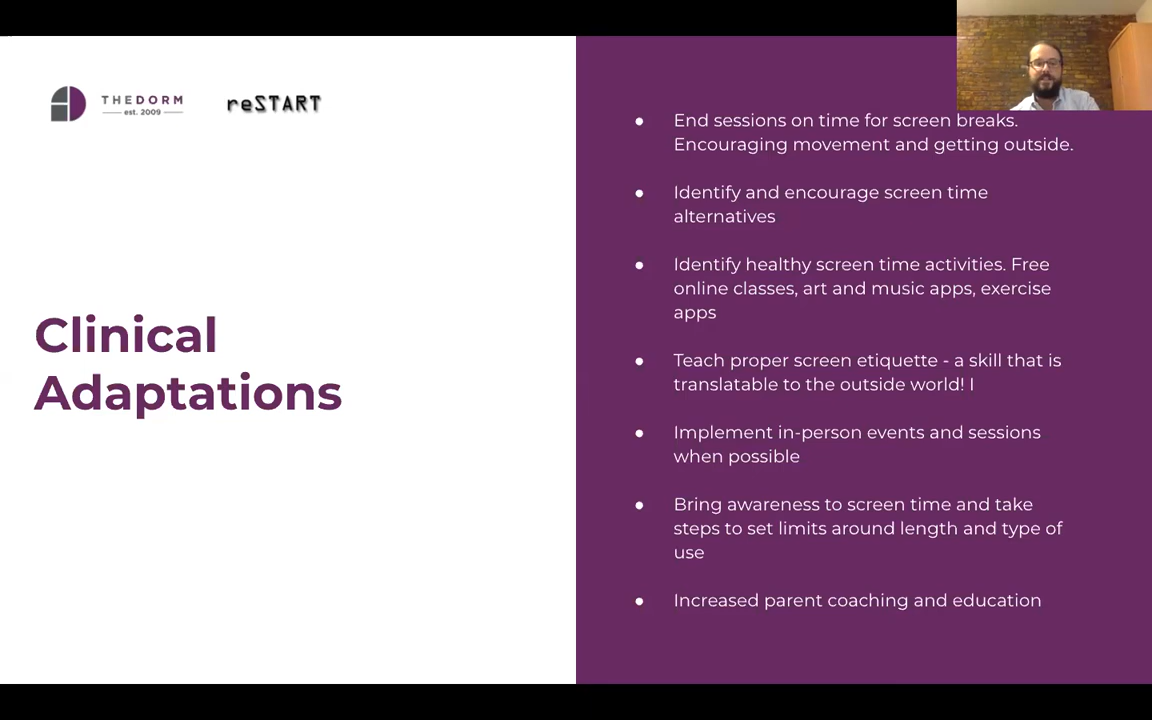 THEDORM
est. 2009
reSTART
Clinical
Adaptations
● End sessions on time for screen breaks.
Encouraging movement and getting outside.
● Identify and encourage screen time
alternatives
● Identify healthy screen time activities. Free
online classes, art and music apps, exercise
apps
● Teach proper screen etiquette - a skill that is
translatable to the outside world! I
● Implement in-person events and sessions
when possible
● Bring awareness to screen time and take
steps to set limits around length and type of
use
● Increased parent coaching and education